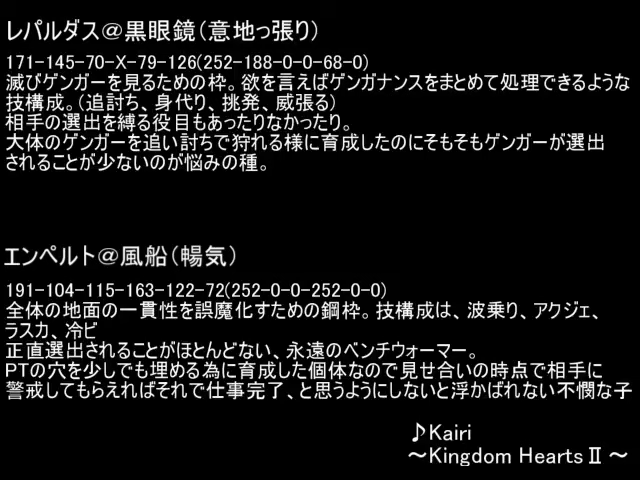 レパルダス＠黒眼鏡（意地っ張り）
171-145-70-X-79-126(252-188-0-0-68-0)
滅びゲンガーを見るための枠。欲を言えばゲンガナンスをまとめて処理できるような
技構成。（追討ち、身代り、挑発、威張る）
相手の選出を縛る役目もあったりなかったり。
大体のゲンガーを追い討ちで狩れる様に育成したのにそもそもゲンガーが選出
されることが少ないのが悩みの種。
エンペルト＠風船（暢気）
191-104-115-163-122-72(252-0-0-252-0-0)
全体の地面の一貫性を誤魔化すための鋼枠。技構成は、波乗り、アクジェ、
ラスカ、冷ビ
正直選出されることがほとんどない、永遠のベンチウォーマー。
PTの穴を少しでも埋める為に育成した個体なので見せ合いの時点で相手に
警戒してもらえればそれで仕事完了、と思うようにしないと浮かばれない不憫な子
♪Kairi
～Kingdom HeartsⅡ～